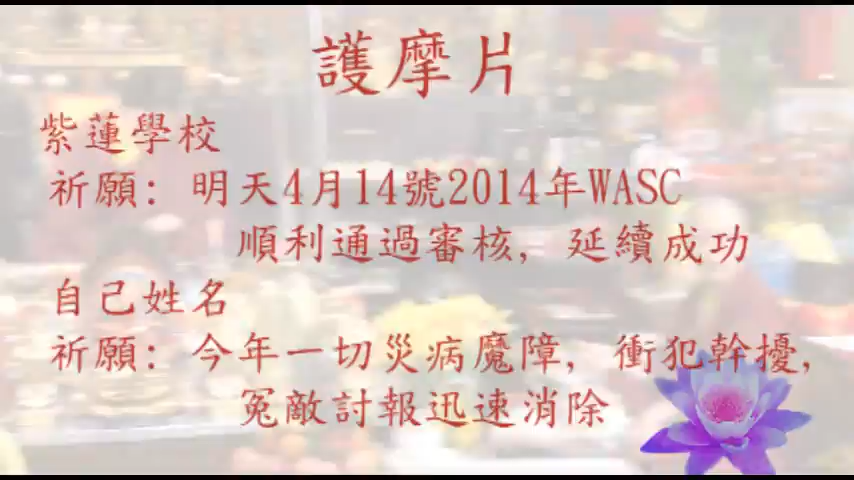 護摩片
紫蓮學校
祈願: 明天4月14號2014年WASC
順利通過審核, 延續成功
自己姓名
祈願: 今年一切災病魔障, 衝犯幹擾,
冤敵討報迅速消除